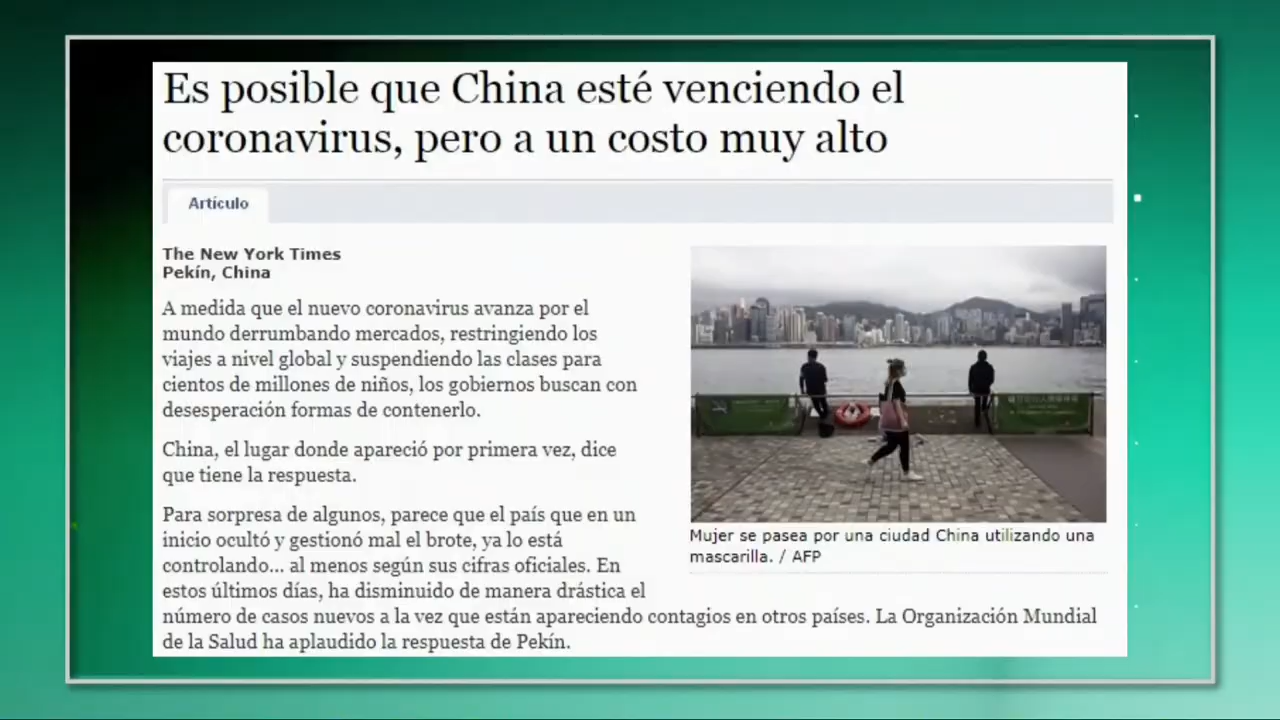 Es posible que China esté venciendo el
coronavirus, pero a un costo muy alto
Artículo
The New York Times
Pekín, China
A medida que el nuevo coronavirus avanza por el
mundo derrumbando mercados, restringiendo los
viajes a nivel global y suspendiendo las clases para
cientos de millones de niños, los gobiernos buscan con
desesperación formas de contenerlo.
China, el lugar donde apareció por primera vez, dice
que tiene la respuesta.
Para sorpresa de algunos, parece que el país que en un
inicio ocultó y gestionó mal el brote, ya lo está
controlando... al menos según sus cifras oficiales. En
estos últimos días, ha disminuido de manera drástica el
número de casos nuevos a la vez que están apareciendo contagios en otros países. La Organización Mundial
de la Salud ha aplaudido la respuesta de Pekín.
Mujer se pasea por una ciudad China utilizando una
mascarilla. / AFP